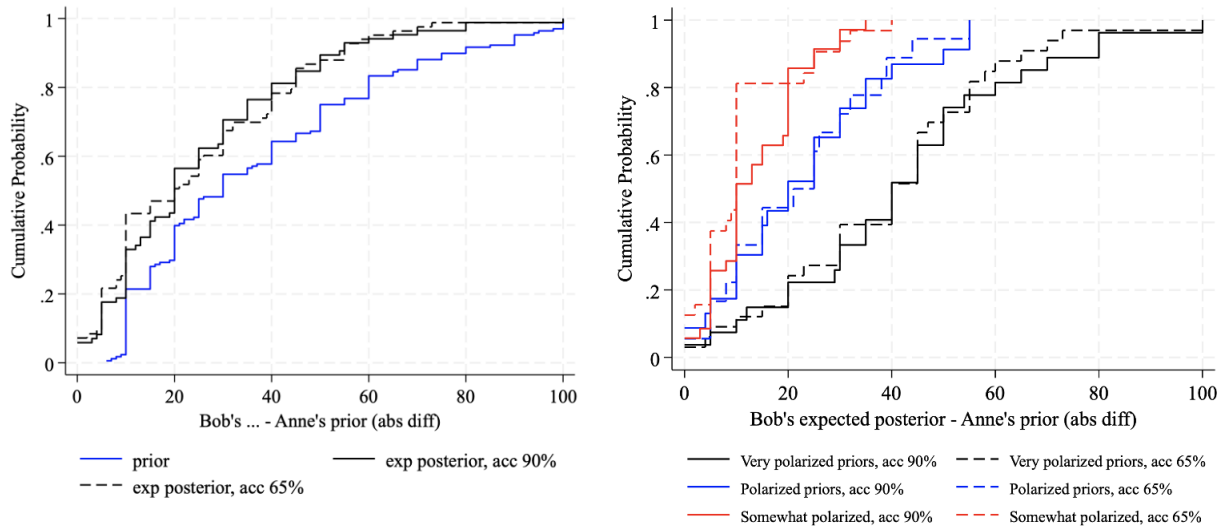 1
.8
.6
.4
.2
0
Cumulative Probability
0 20 40 60 80 100
Bob's ... - Anne's prior (abs diff)
prior exp posterior, acc 90%
exp posterior, acc 65%
1
.8
.6
.4
.2
0
Cumulative Probability
0 20 40 60 80 100
Bob's expected posterior - Anne's prior (abs diff)
Very polarized priors, acc 90% Very polarized priors, acc 65%
Polarized priors, acc 90% Polarized priors, acc 65%
Somewhat polarized, acc 90% Somewhat polarized, acc 65%